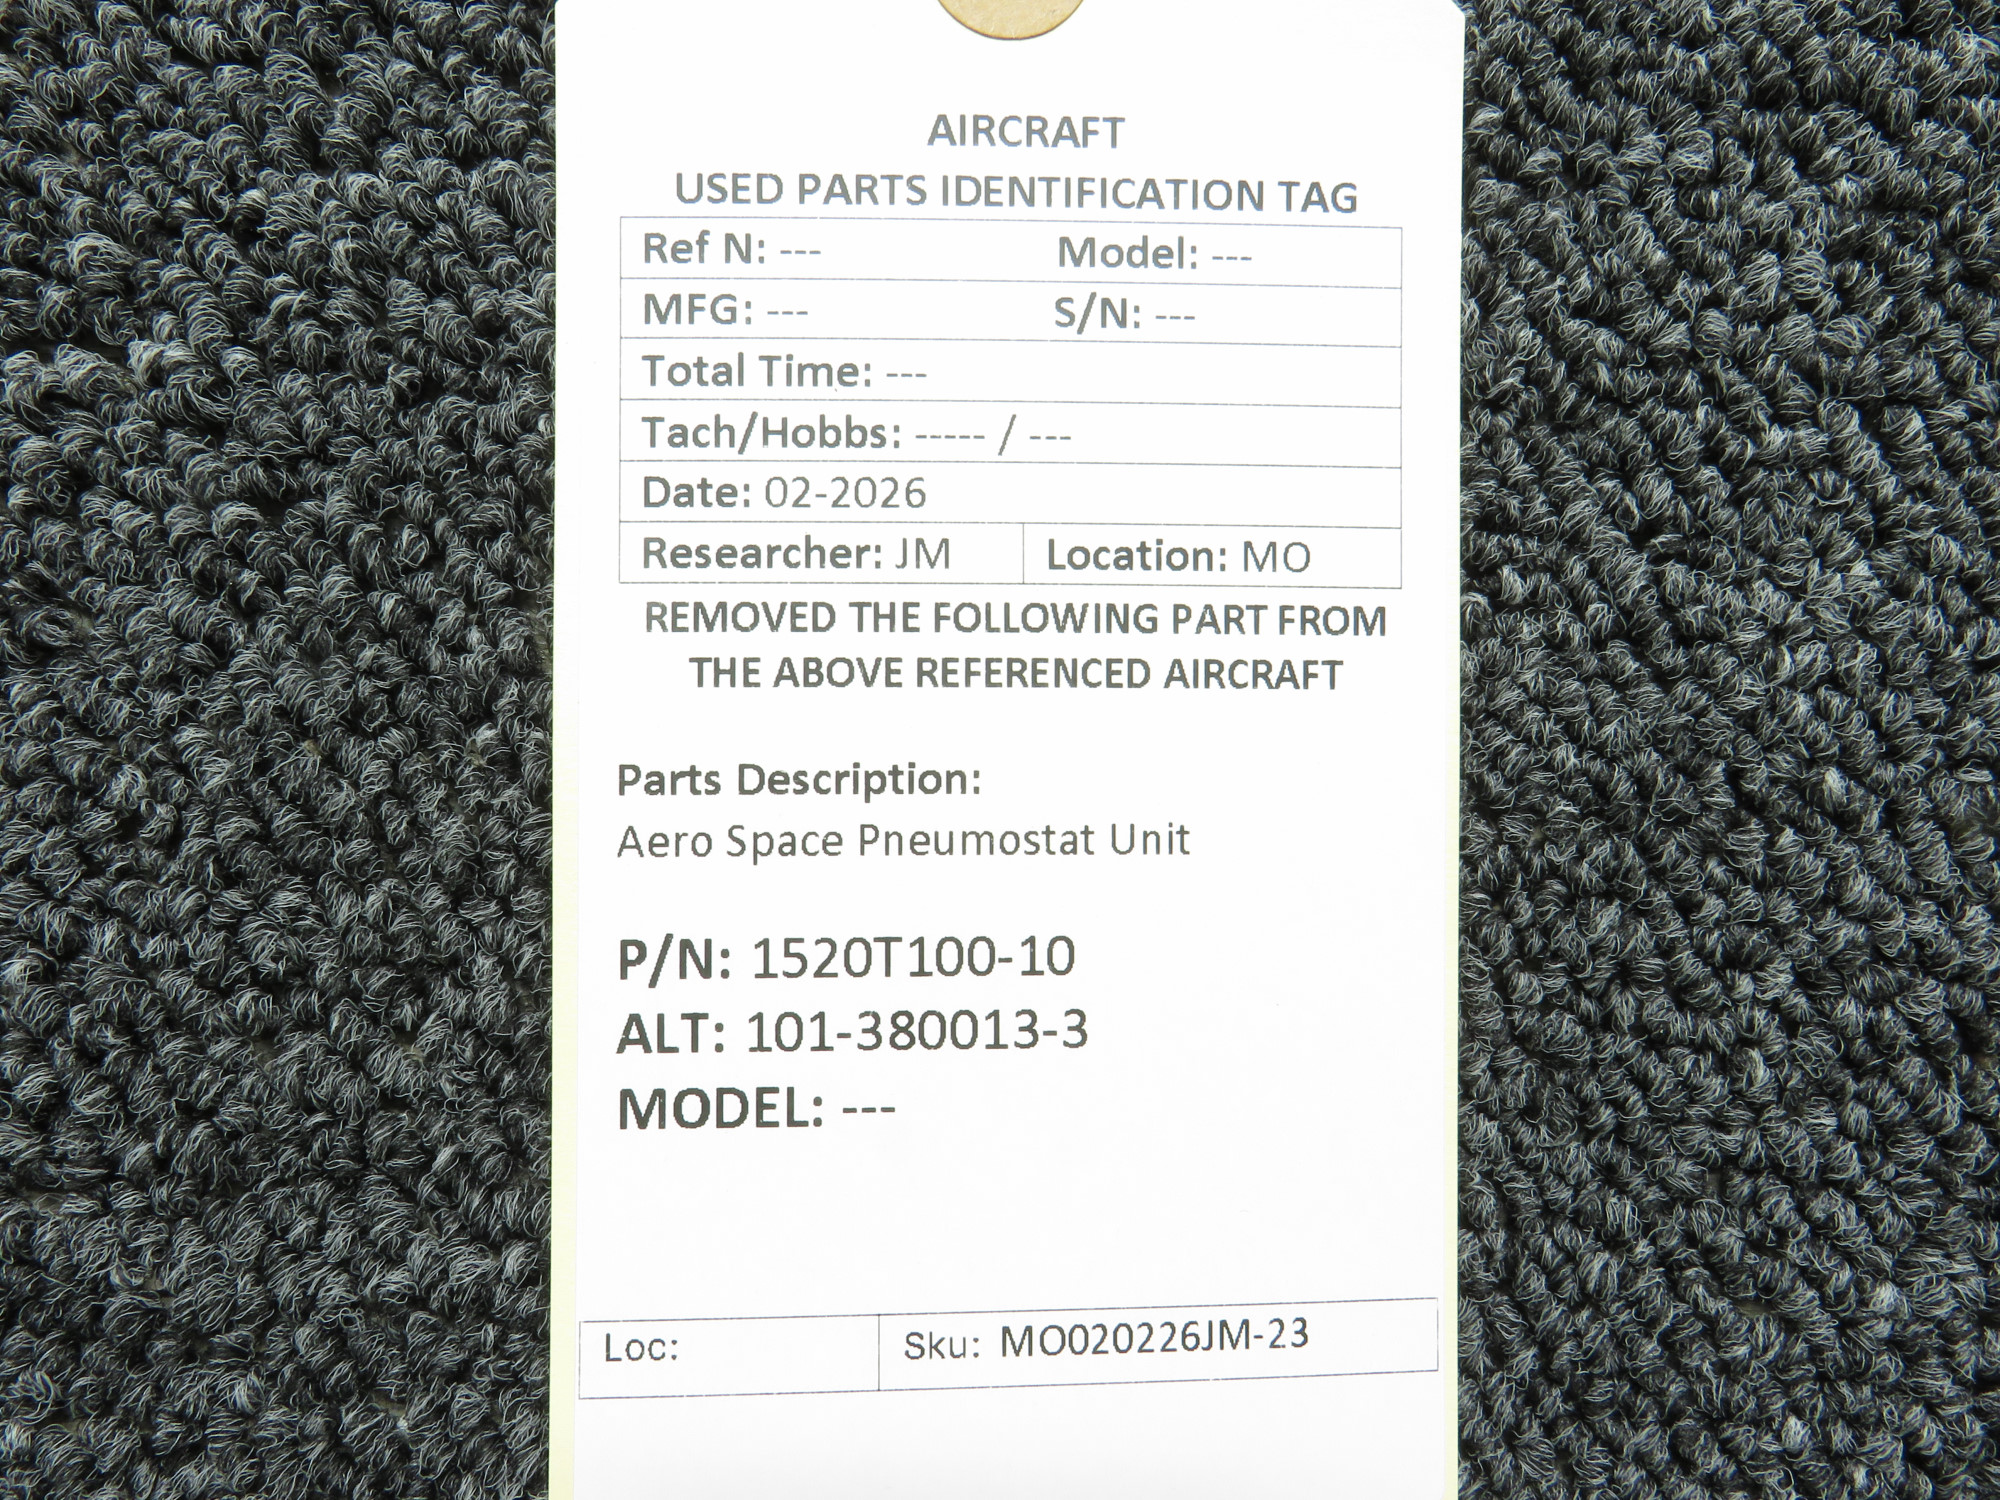 AIRCRAFT
USED PARTS IDENTIFICATION TAG
Ref N: --- Model: ---
MFG: --- S/N: ---
Total Time: ---
Tach/Hobbs: ----- / ---
Date: 02-2026
Researcher: JM Location: MO
REMOVED THE FOLLOWING PART FROM
THE ABOVE REFERENCED AIRCRAFT
Parts Description:
Aero Space Pneumostat Unit
P/N: 1520T100-10
ALT: 101-380013-3
MODEL: ---
Loc: Sku: MO020226JM-23